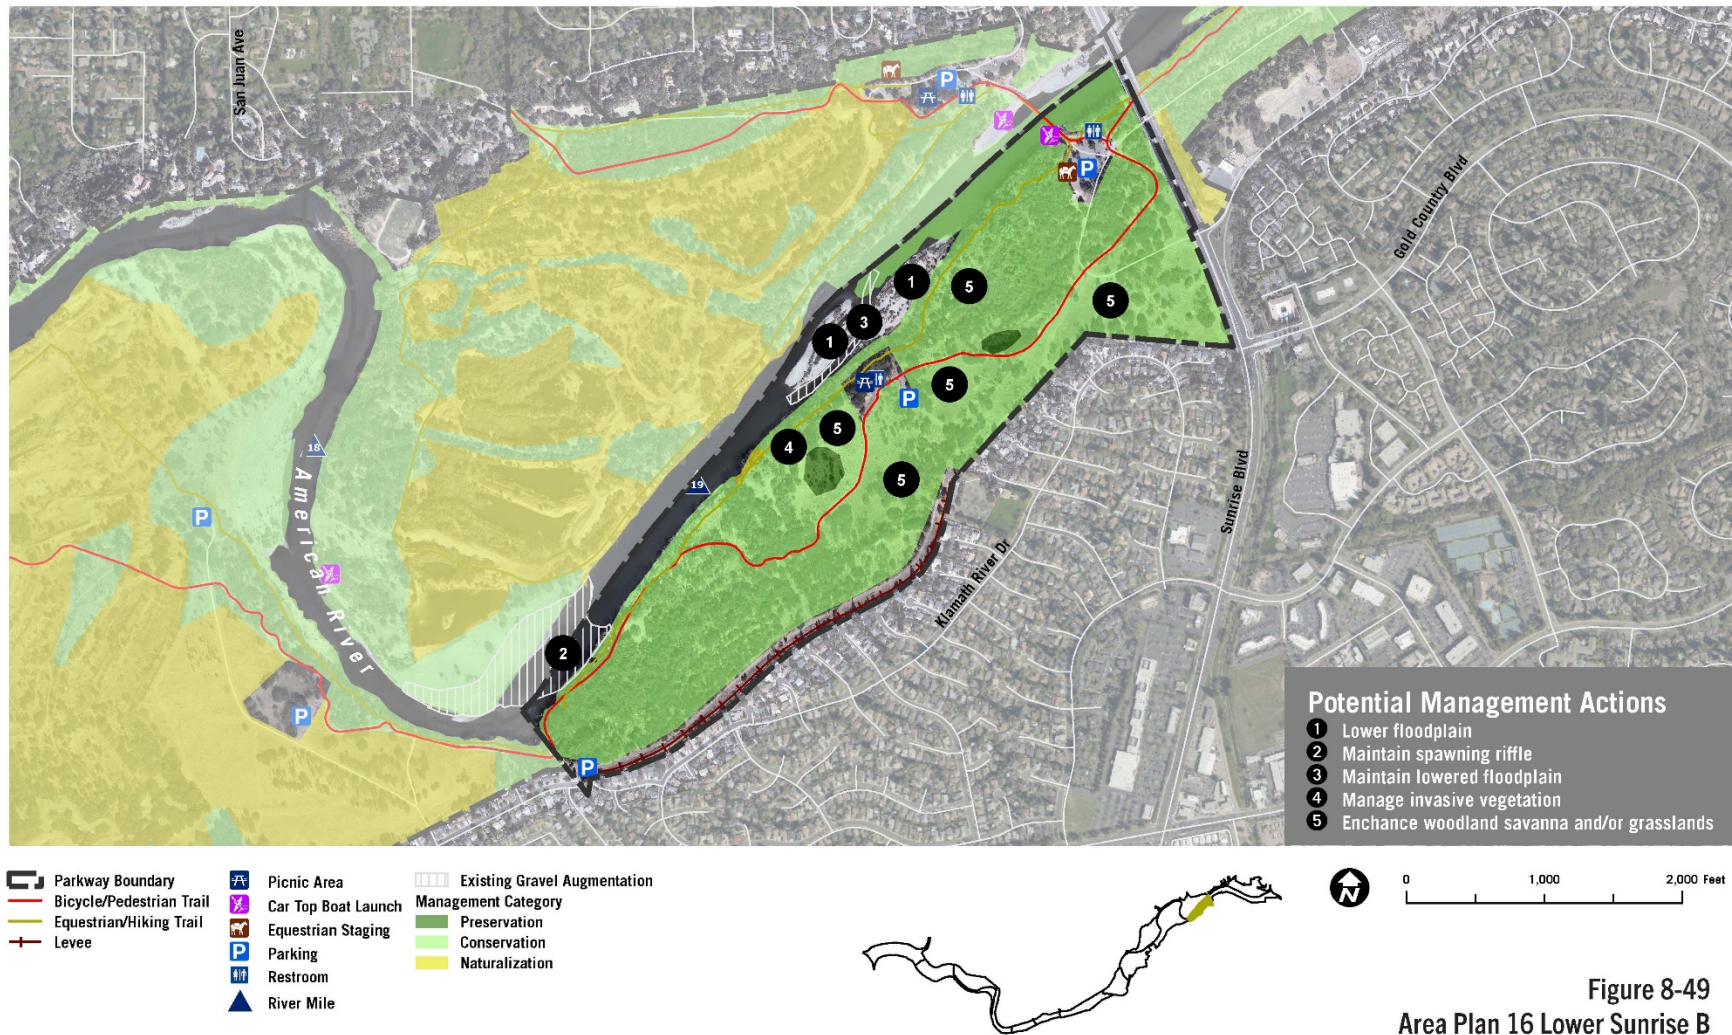 San Juan Ave
P
P
1
5
5
3
1
Gold Country Blvd
5
P
5
4
18
19
5
American River
P
Sunrise Blvd
Klamath River Dr
2
P
P
Potential Management Actions
1 Lower floodplain
2 Maintain spawning riffle
3 Maintain lowered floodplain
4 Manage invasive vegetation
5 Enchance woodland savanna and/or grasslands
Parkway Boundary
Bicycle/Pedestrian Trail
Equestrian/Hiking Trail
Levee
Picnic Area
Car Top Boat Launch
Equestrian Staging
P Parking
Restroom
River Mile
Existing Gravel Augmentation
Management Category
Preservation
Conservation
Naturalization
N
0 1,000 2,000 Feet
Figure 8-49
Area Plan 16 Lower Sunrise B